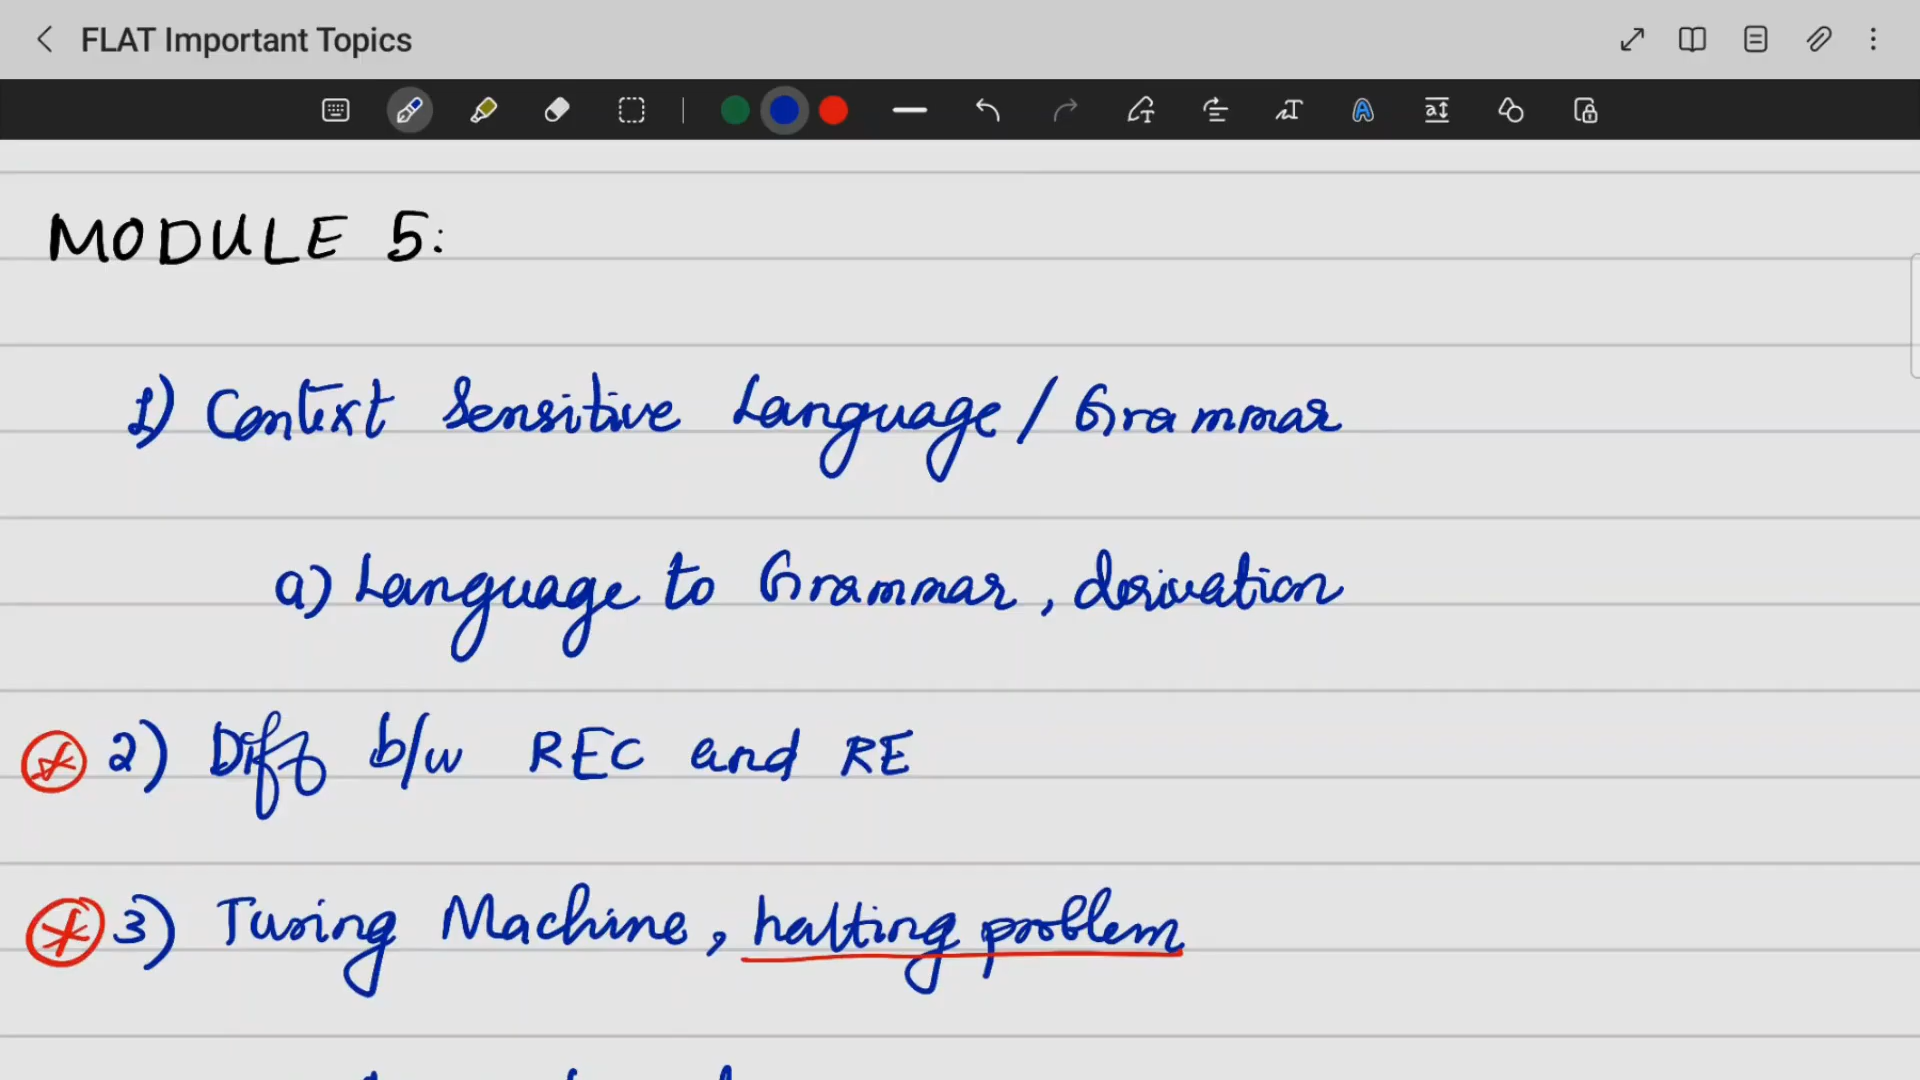 FLAT Important Topics
MODULE 5:
1) Context Sensitive Language/Grammar
a) Language to Grammar, derivation
2) Diff b/w REC and RE
3) Turing Machine, halting problem